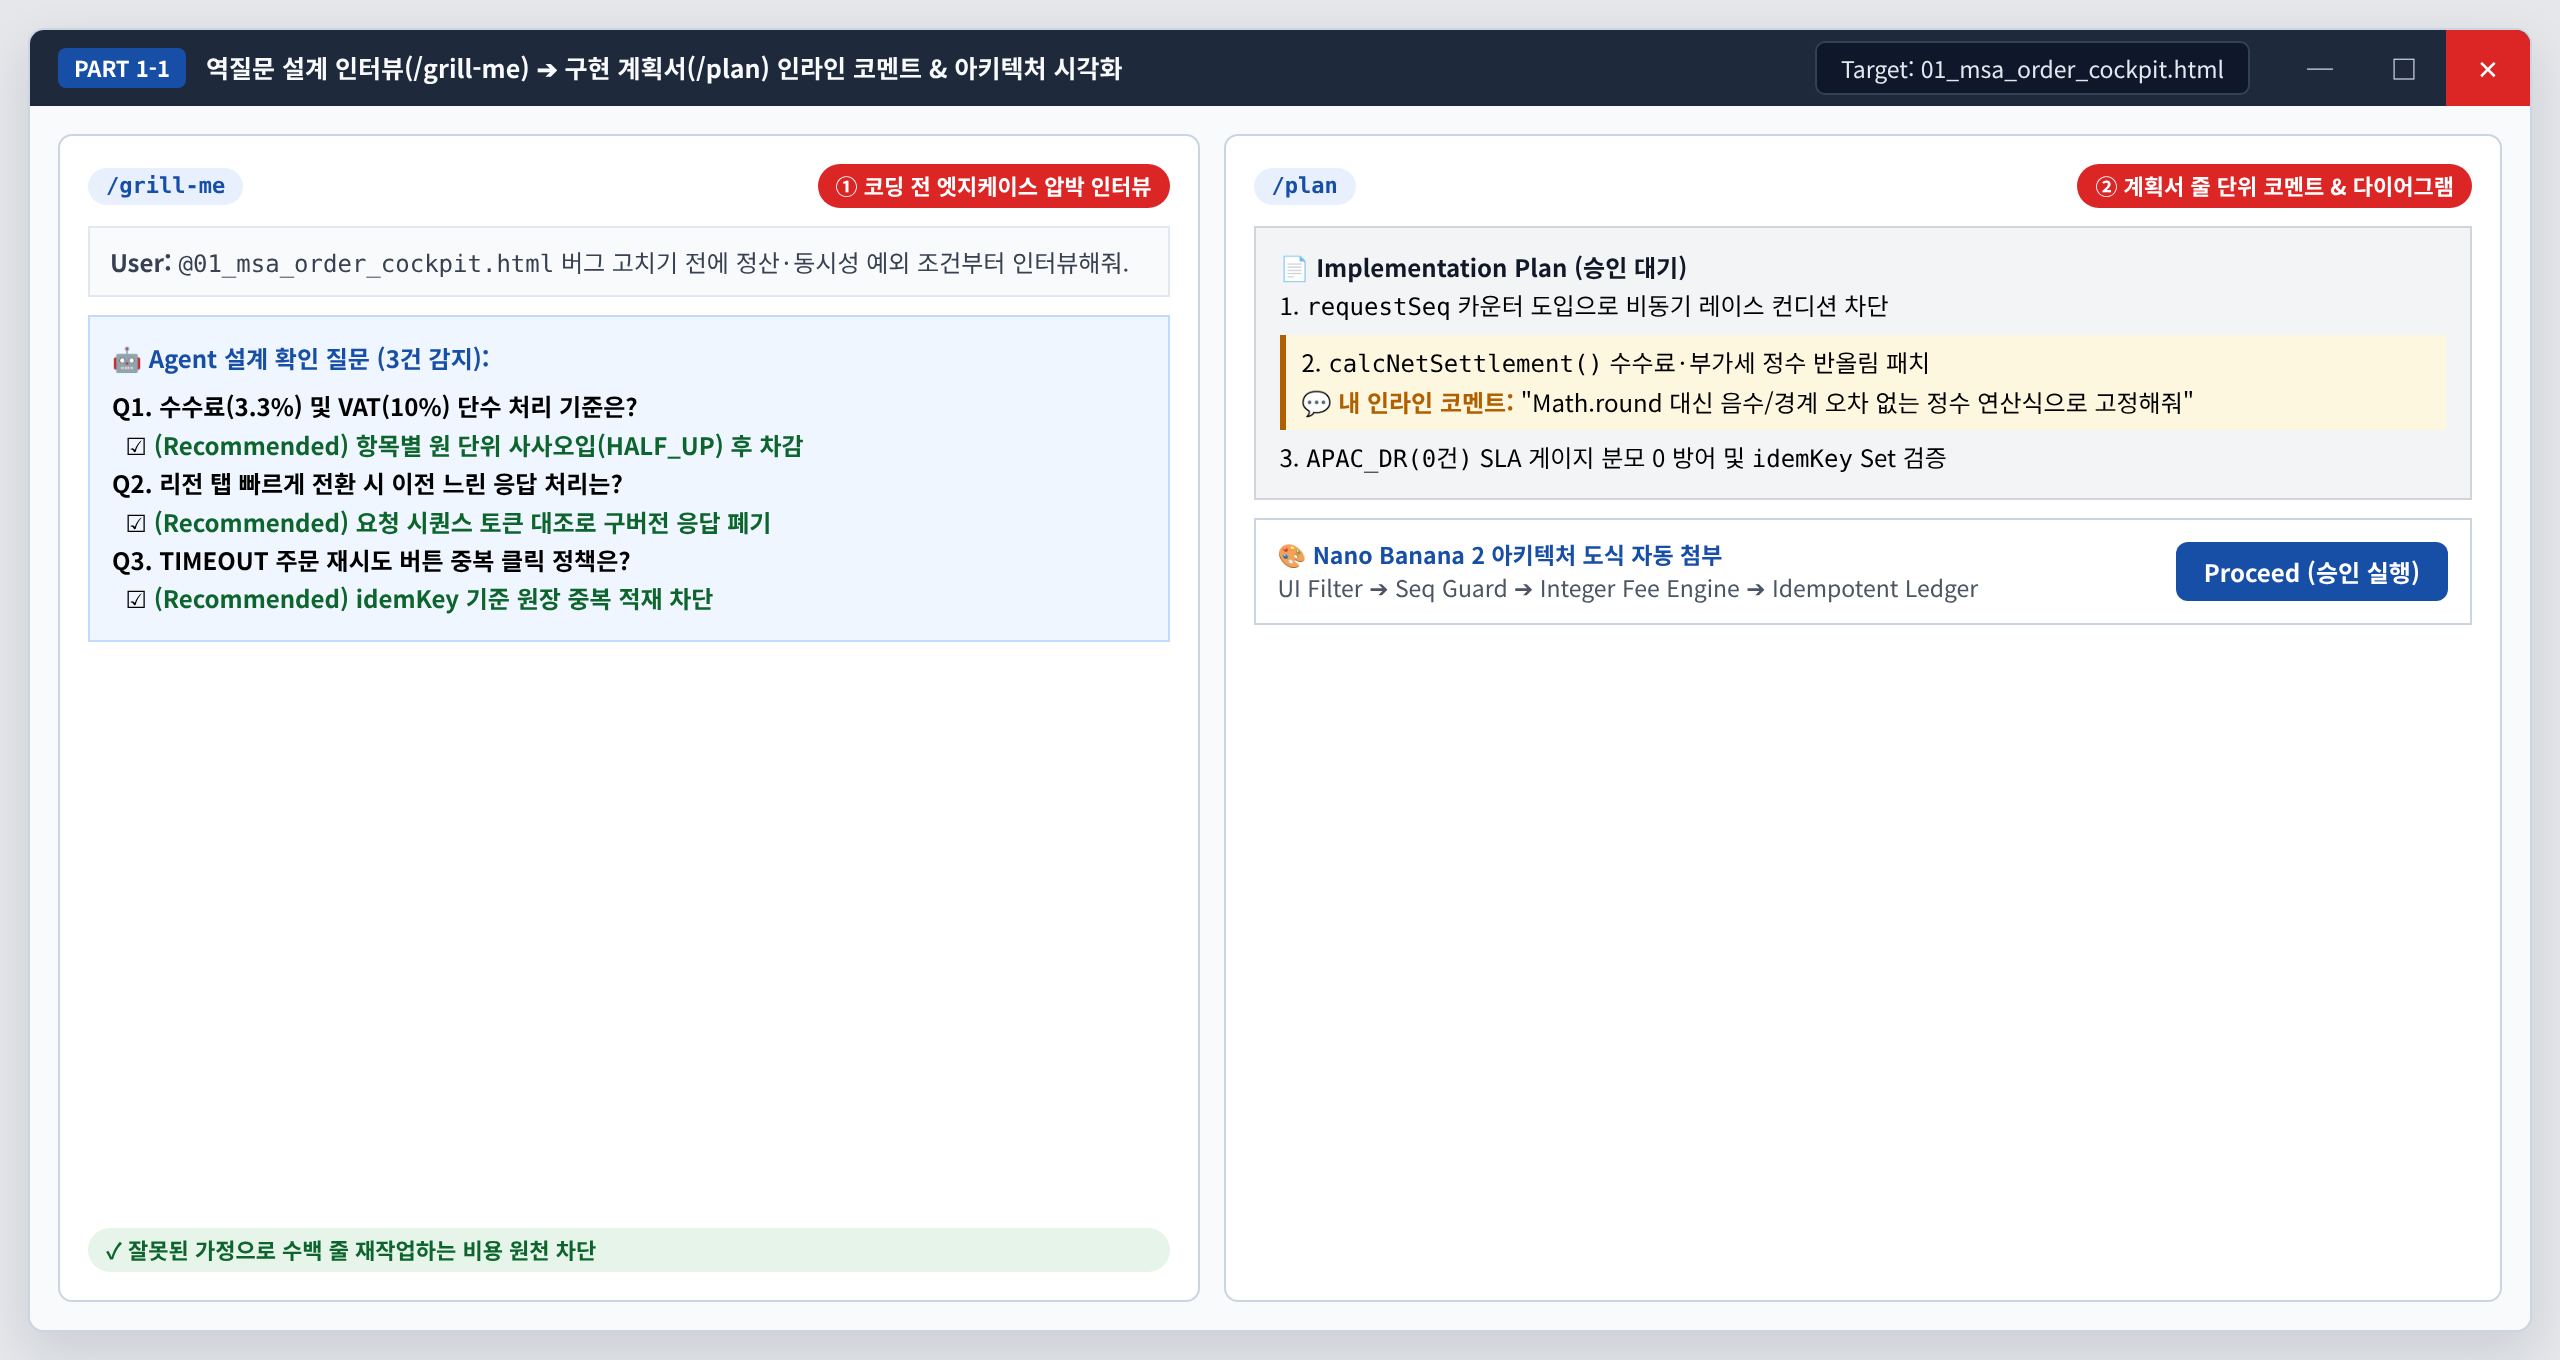 PART 1-1 역질문 설계 인터뷰(/grill-me) ➔ 구현 계획서(/plan) 인라인 코멘트 & 아키텍처 시각화
Target: 01_msa_order_cockpit.html
/grill-me
① 코딩 전 엣지케이스 압박 인터뷰
User: @01_msa_order_cockpit.html 버그 고치기 전에 정산·동시성 예외 조건부터 인터뷰해줘.
🤖 Agent 설계 확인 질문 (3건 감지):
Q1. 수수료(3.3%) 및 VAT(10%) 단수 처리 기준은?
☑ (Recommended) 항목별 원 단위 사사오입(HALF_UP) 후 차감
Q2. 리전 탭 빠르게 전환 시 이전 느린 응답 처리는?
☑ (Recommended) 요청 시퀀스 토큰 대조로 구버전 응답 폐기
Q3. TIMEOUT 주문 재시도 버튼 중복 클릭 정책은?
☑ (Recommended) idemKey 기준 원장 중복 적재 차단
✓ 잘못된 가정으로 수백 줄 재작업하는 비용 원천 차단
/plan
② 계획서 줄 단위 코멘트 & 다이어그램
📄 Implementation Plan (승인 대기)
1. requestSeq 카운터 도입으로 비동기 레이스 컨디션 차단
2. calcNetSettlement() 수수료·부가세 정수 반올림 패치
💬 내 인라인 코멘트: "Math.round 대신 음수/경계 오차 없는 정수 연산식으로 고정해줘"
3. APAC_DR(0건) SLA 게이지 분모 0 방어 및 idemKey Set 검증
🎨 Nano Banana 2 아키텍처 도식 자동 첨부
UI Filter ➔ Seq Guard ➔ Integer Fee Engine ➔ Idempotent Ledger
Proceed (승인 실행)